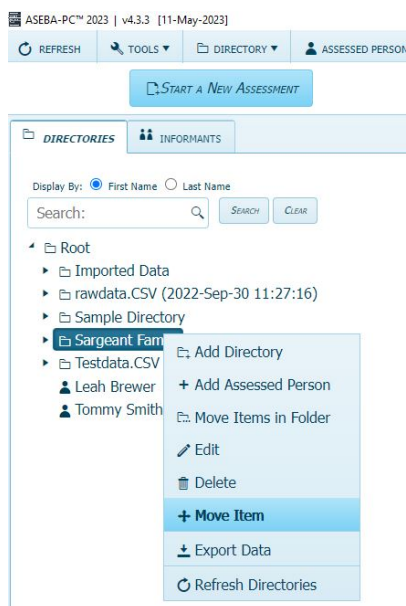 ASEBA-PC™ 2023 | v4.3.3 [11-May-2023]
REFRESH TOOLS DIRECTORY ASSESSED PERSON
START A NEW ASSESSMENT
DIRECTORIES INFORMANTS
Display By: First Name Last Name
Search: SEARCH CLEAR
Root
Imported Data
rawdata.CSV (2022-Sep-30 11:27:16)
Sample Directory
Sargeant Fam
Testdata.CSV
Leah Brewer
Tommy Smith
Add Directory
Add Assessed Person
Move Items in Folder
Edit
Delete
Move Item
Export Data
Refresh Directories